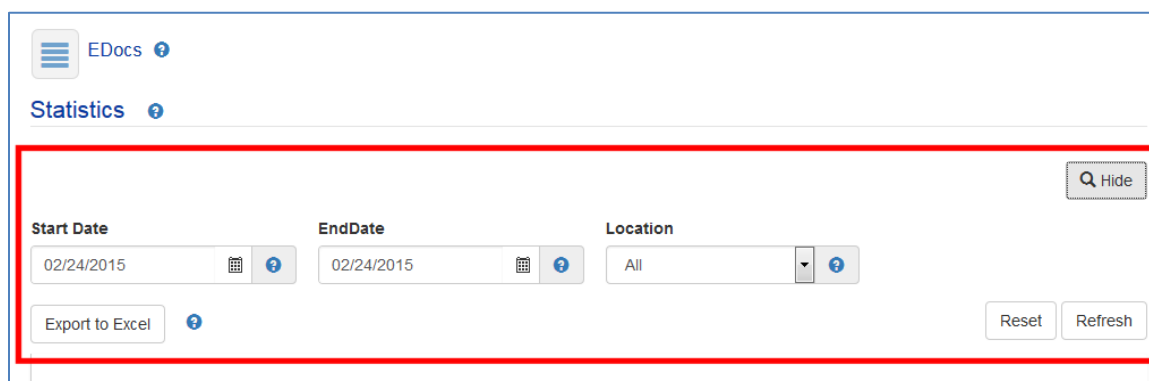 EDocs
Statistics
Hide
Start Date EndDate Location
02/24/2015 02/24/2015 All
Export to Excel Reset Refresh